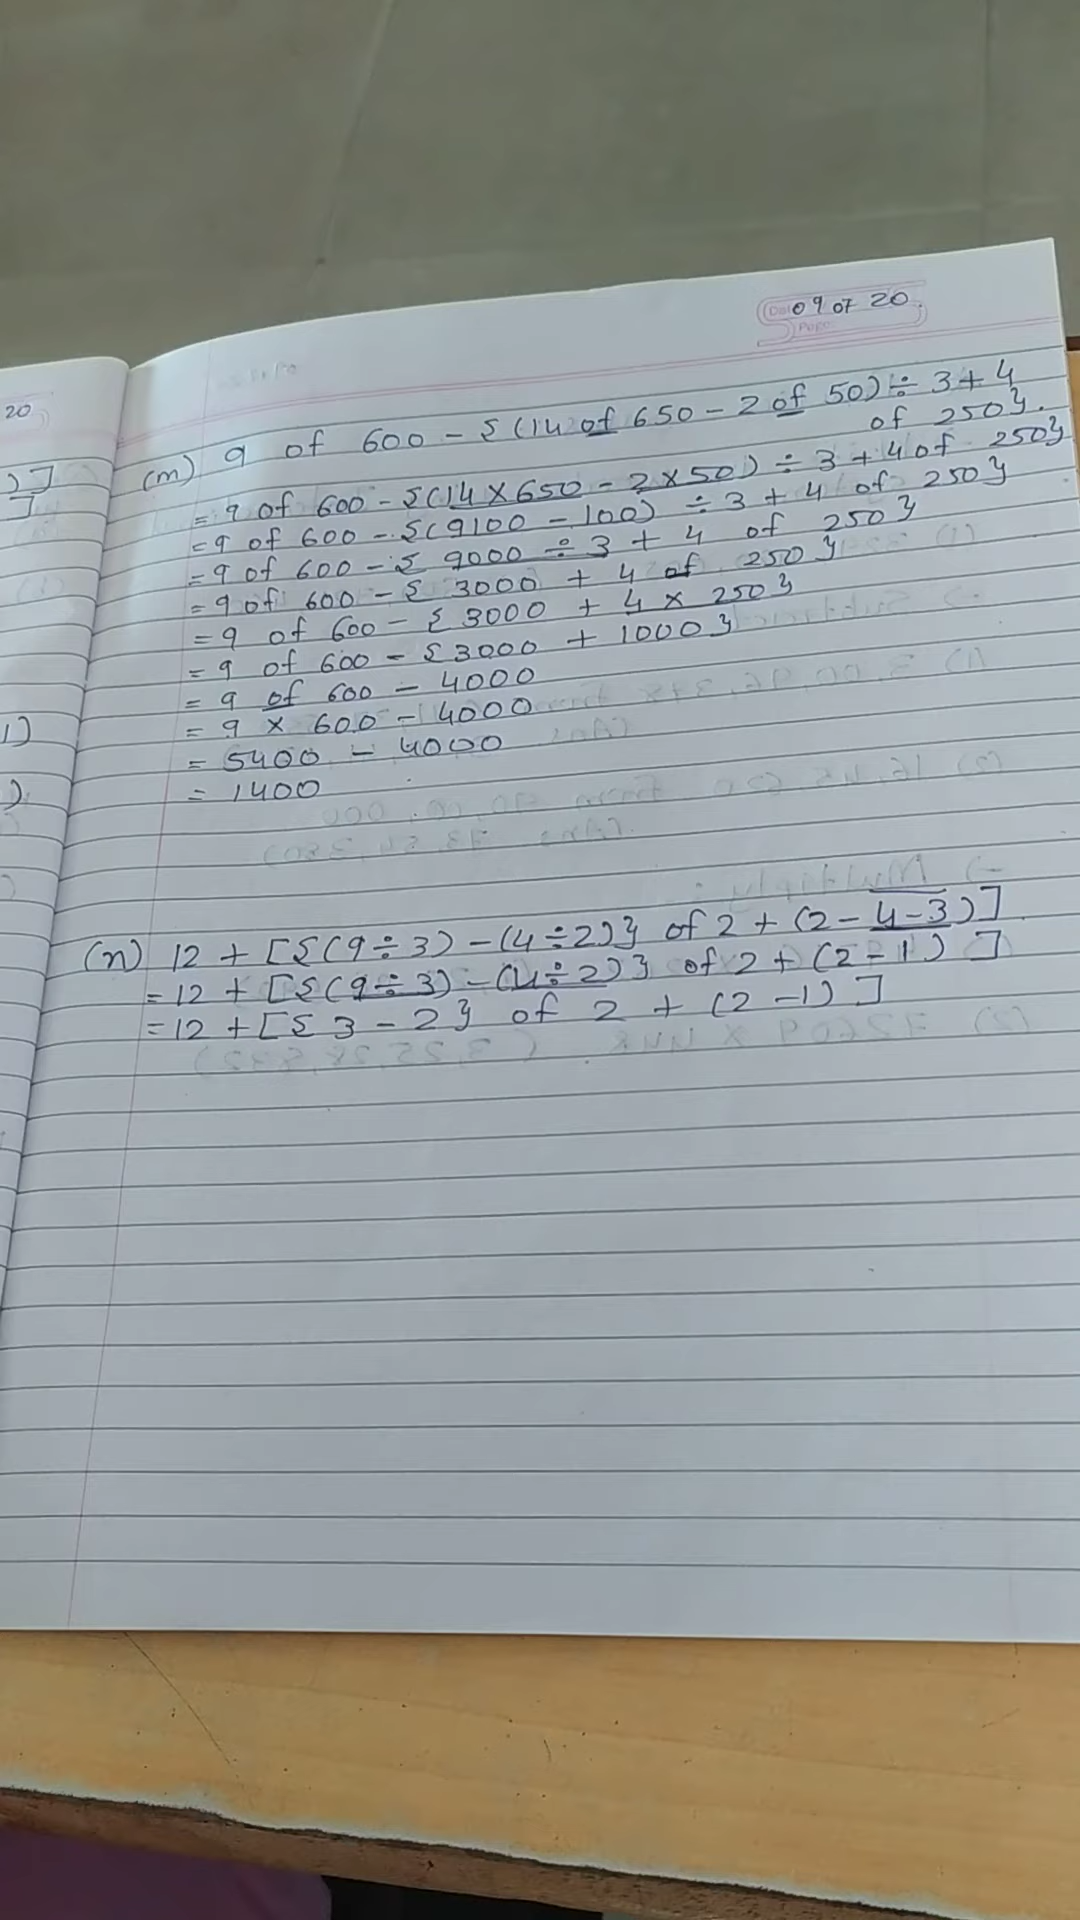 20
09 of 20
(m) 9 of 600 - {(14 of 650 - 2 of 50) ÷ 3 + 4
of 250}.
= 9 of 600 - {(14 × 650 - 2 × 50) ÷ 3 + 4 of 250}
= 9 of 600 - {(9100 - 100) ÷ 3 + 4 of 250}
= 9 of 600 - { 9000 ÷ 3 + 4 of 250}
= 9 of 600 - { 3000 + 4 of 250}
= 9 of 600 - { 3000 + 4 × 250}
= 9 of 600 - {3000 + 1000}
= 9 of 600 - 4000
= 9 × 600 - 4000
= 5400 - 4000
= 1400
(n) 12 + [{(9 ÷ 3) - (4 ÷ 2)} of 2 + (2 - 4 - 3)]
= 12 + [{(9 ÷ 3) - (4 ÷ 2)} of 2 + (2 - 1) ]
= 12 + [{ 3 - 2} of 2 + (2 - 1) ]